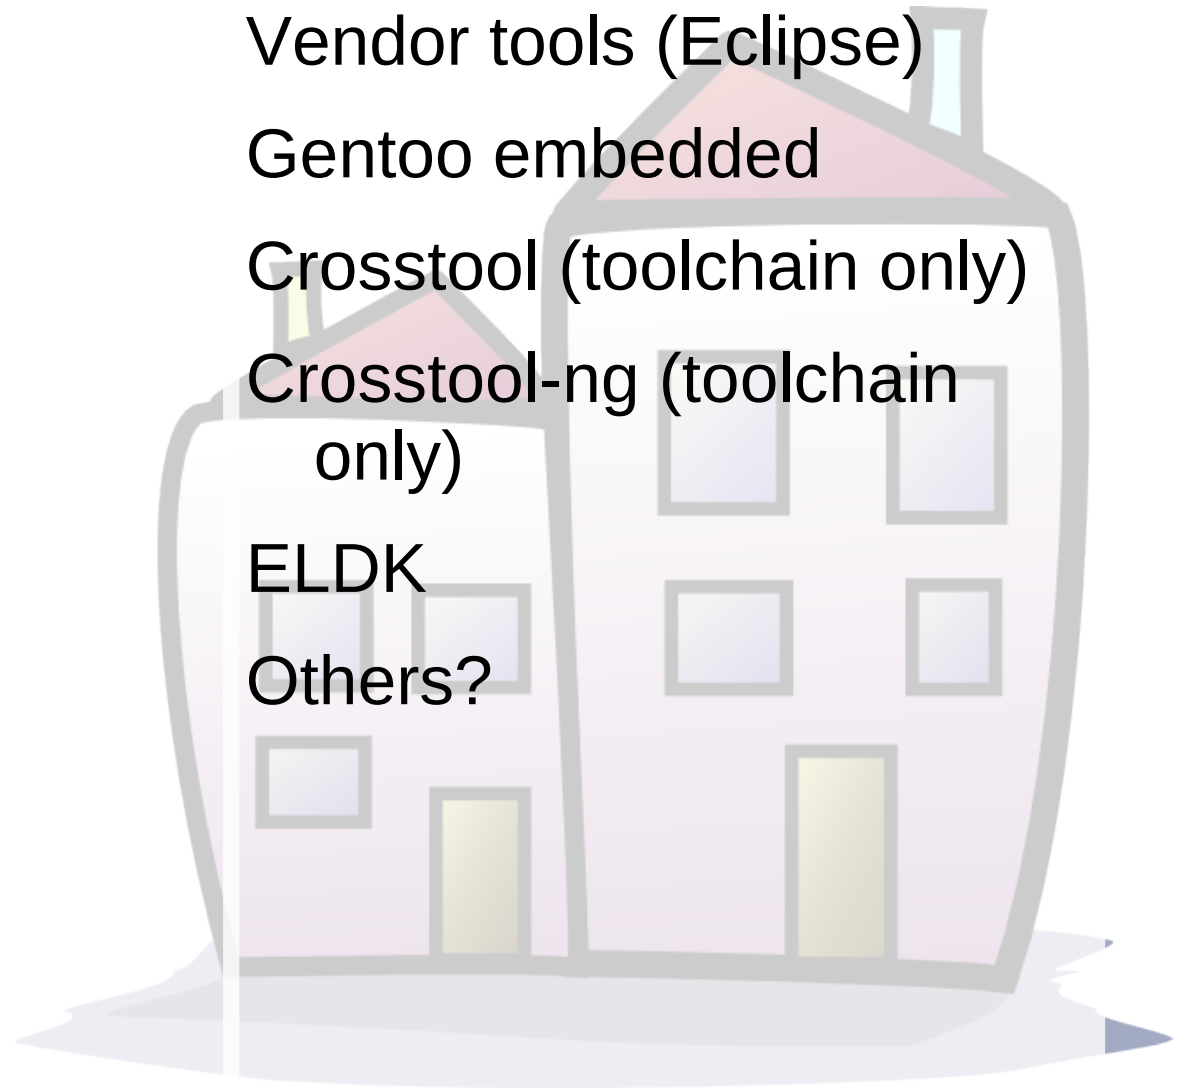 Vendor tools (Eclipse)
Gentoo embedded
Crosstool (toolchain only)
Crosstool-ng (toolchain
only)
ELDK
Others?